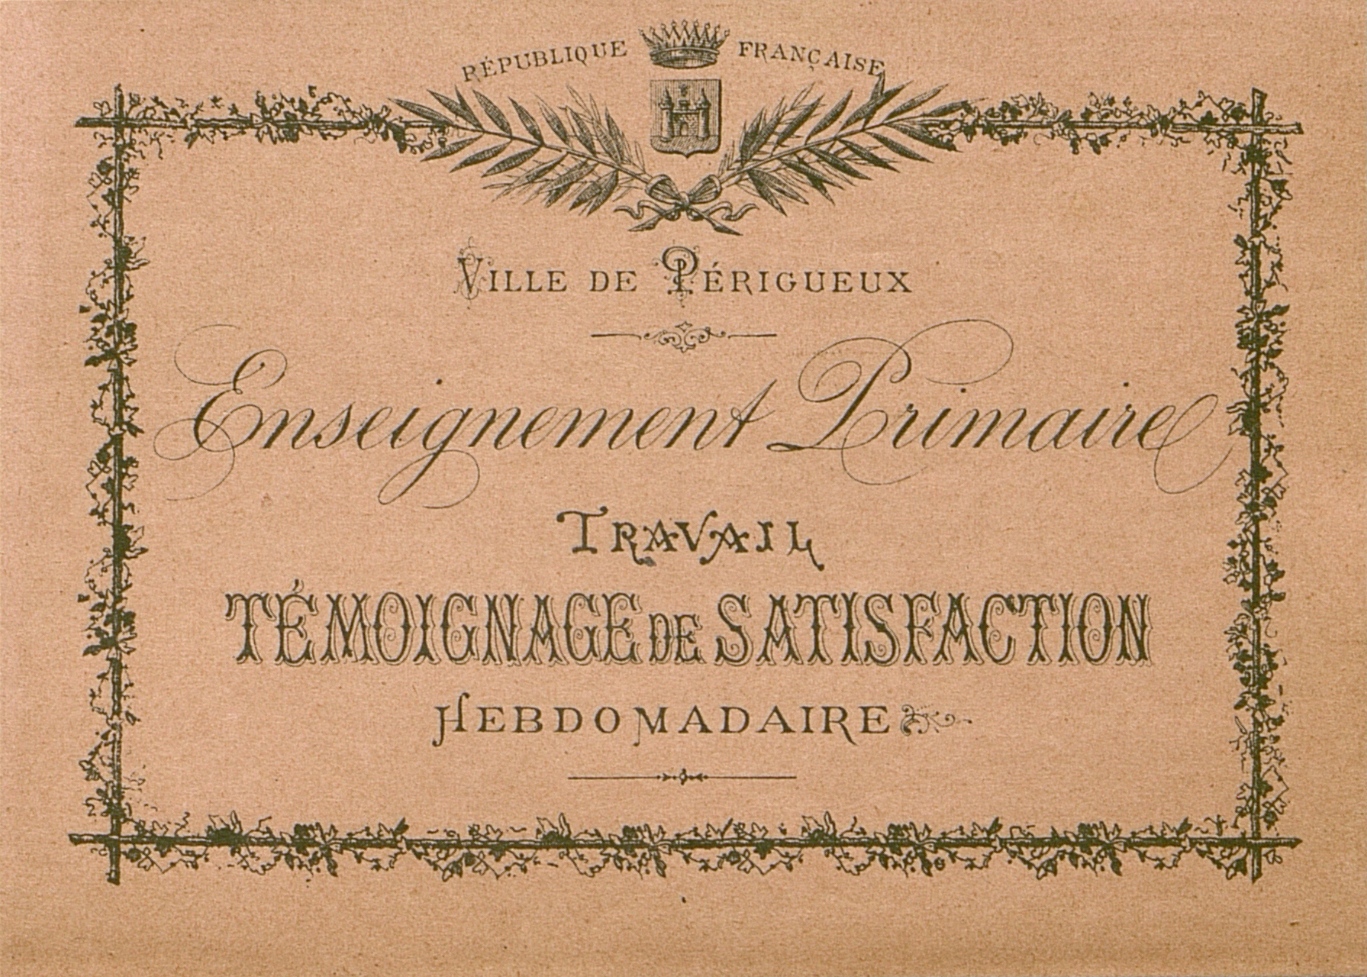 RÉPUBLIQUE FRANÇAISE
VILLE DE PÉRIGUEUX
Enseignement Primaire
TRAVAIL
TÉMOIGNAGE DE SATISFACTION
HEBDOMADAIRE